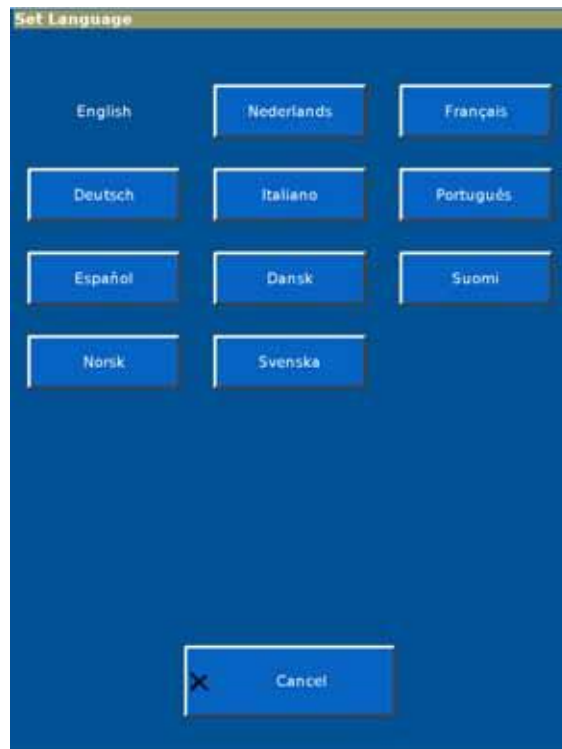 Set Language
English Nederlands Français
Deutsch Italiano Português
Español Dansk Suomi
Norsk Svenska
Cancel